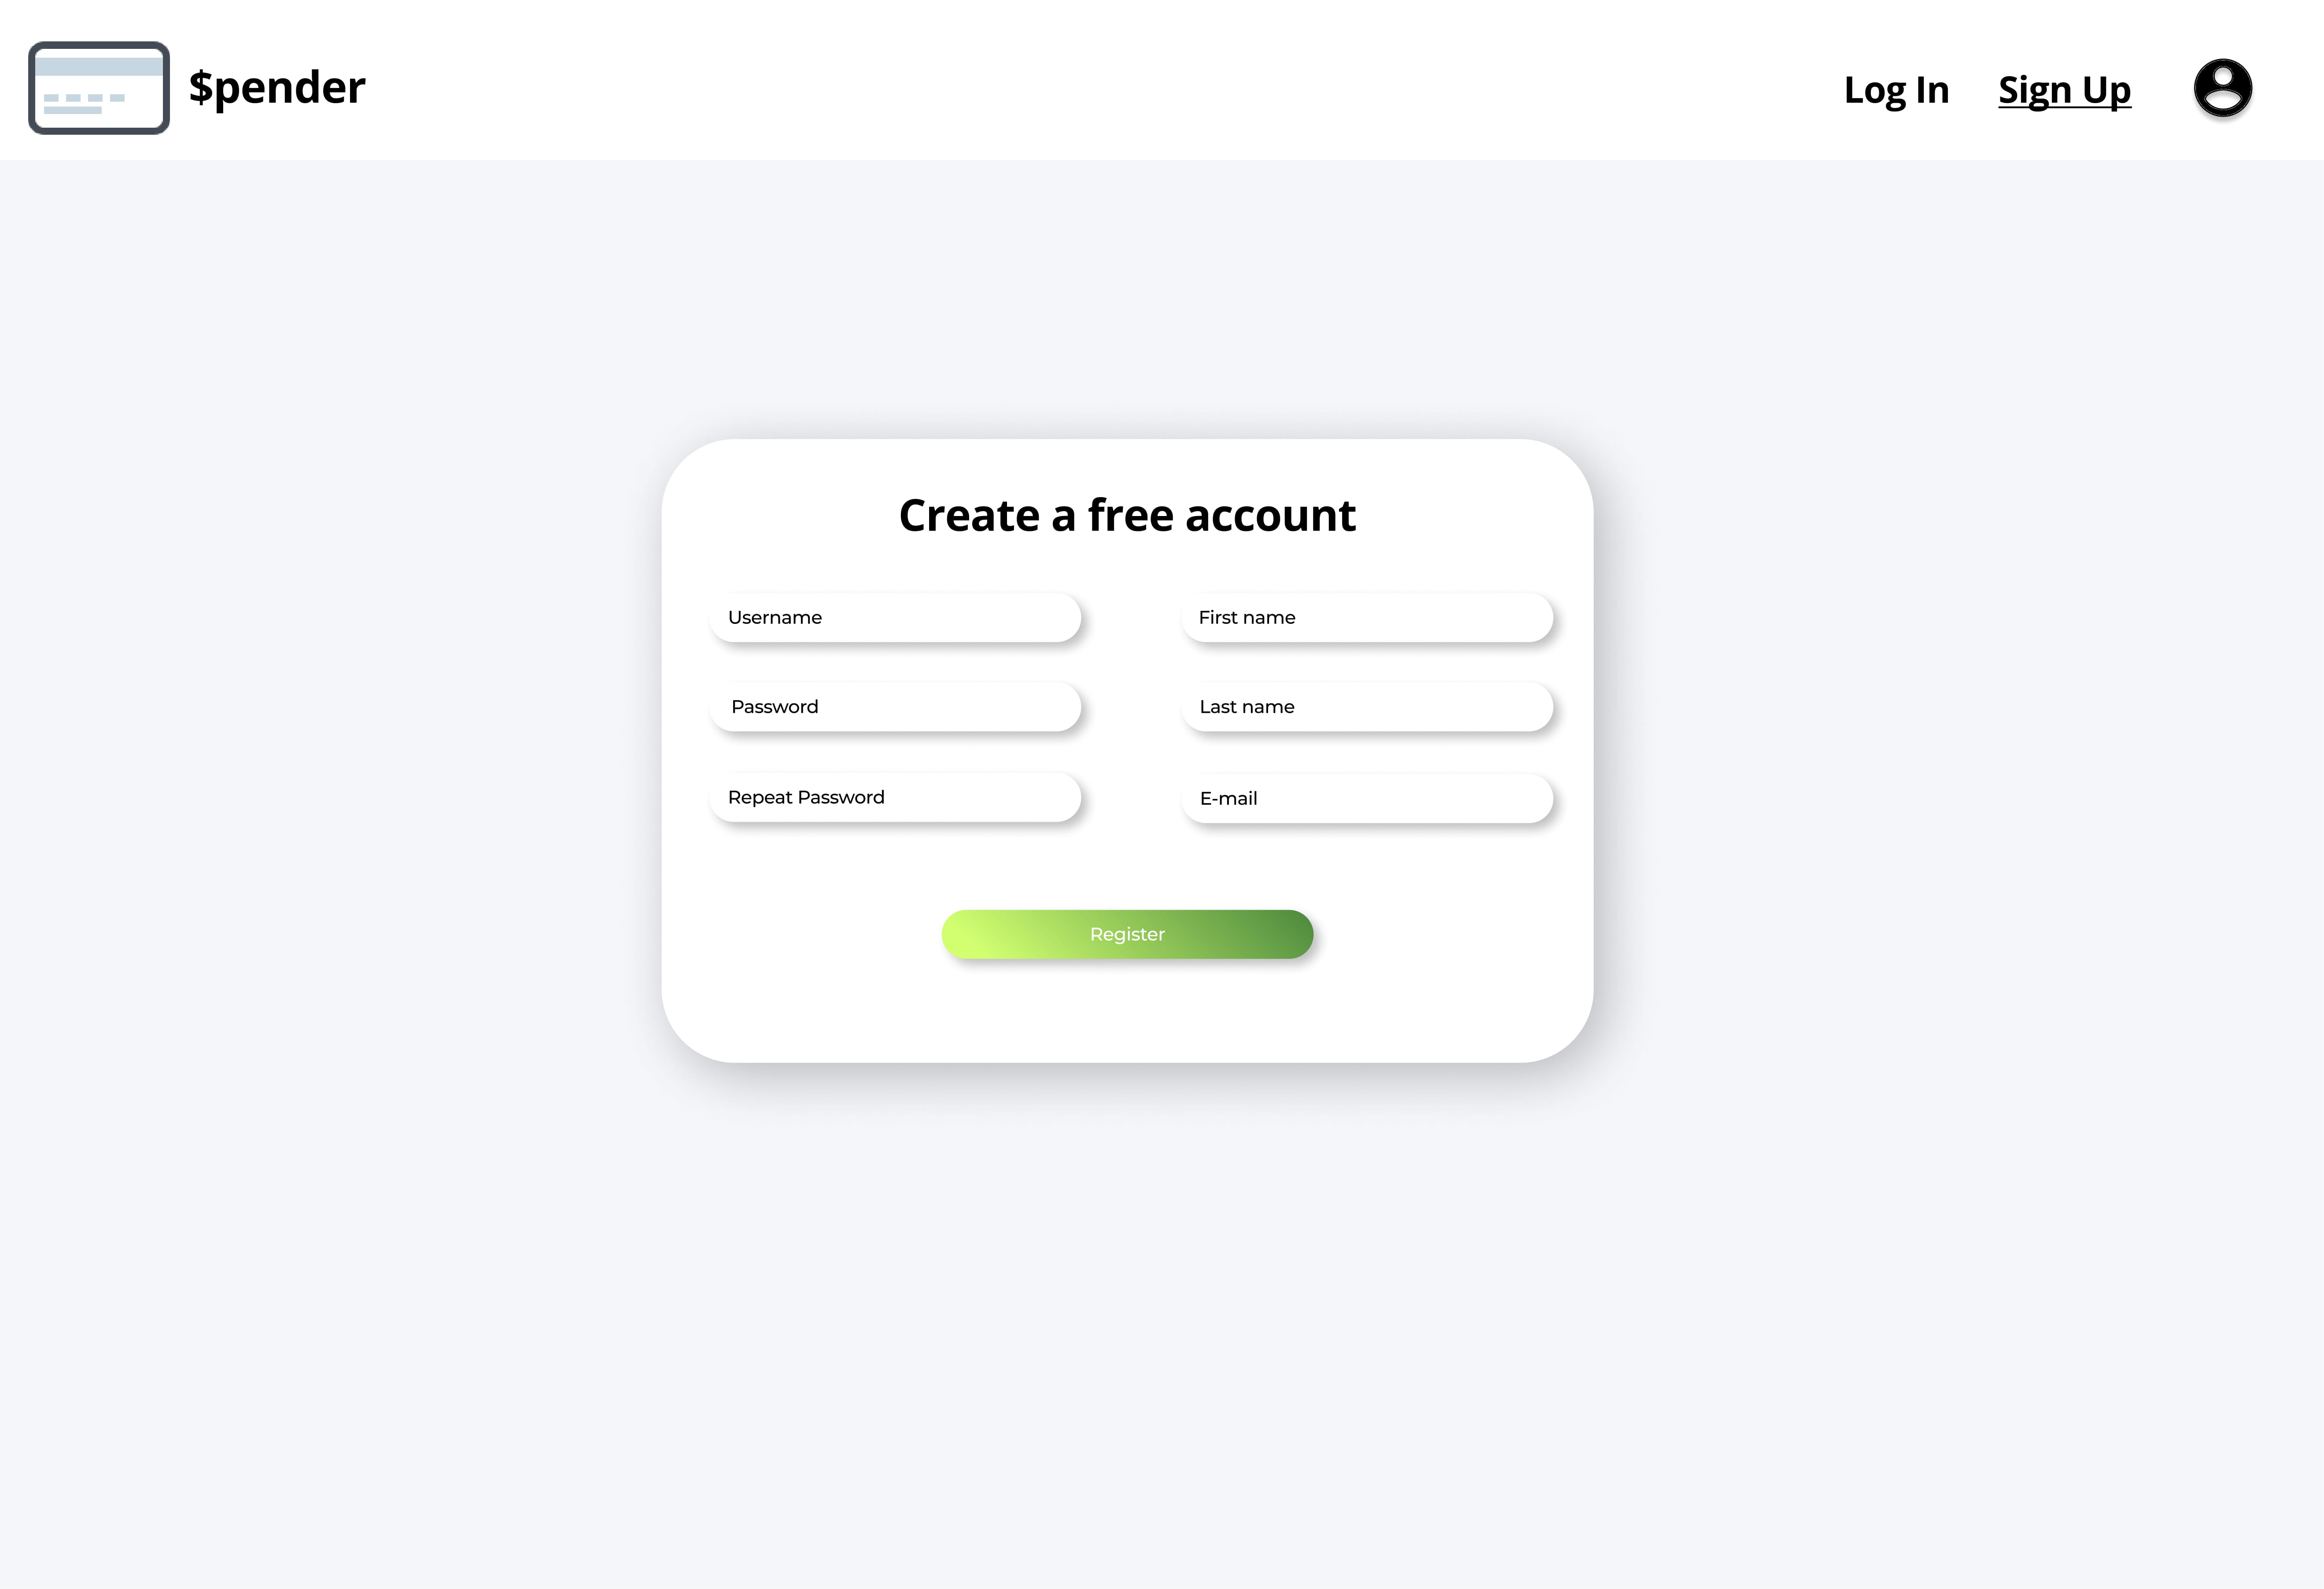 $pender
Log In
Sign Up
Create a free account
Username
First name
Password
Last name
Repeat Password
E-mail
Register